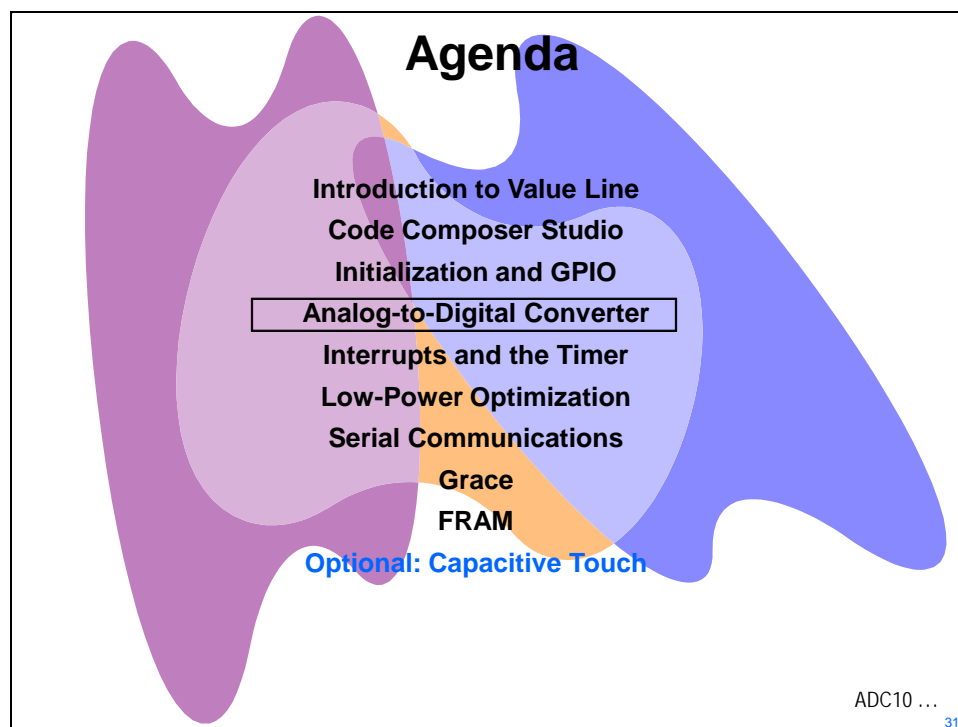 Agenda
Introduction to Value Line
Code Composer Studio
Initialization and GPIO
Analog-to-Digital Converter
Interrupts and the Timer
Low-Power Optimization
Serial Communications
Grace
FRAM
Optional: Capacitive Touch
ADC10 …
31